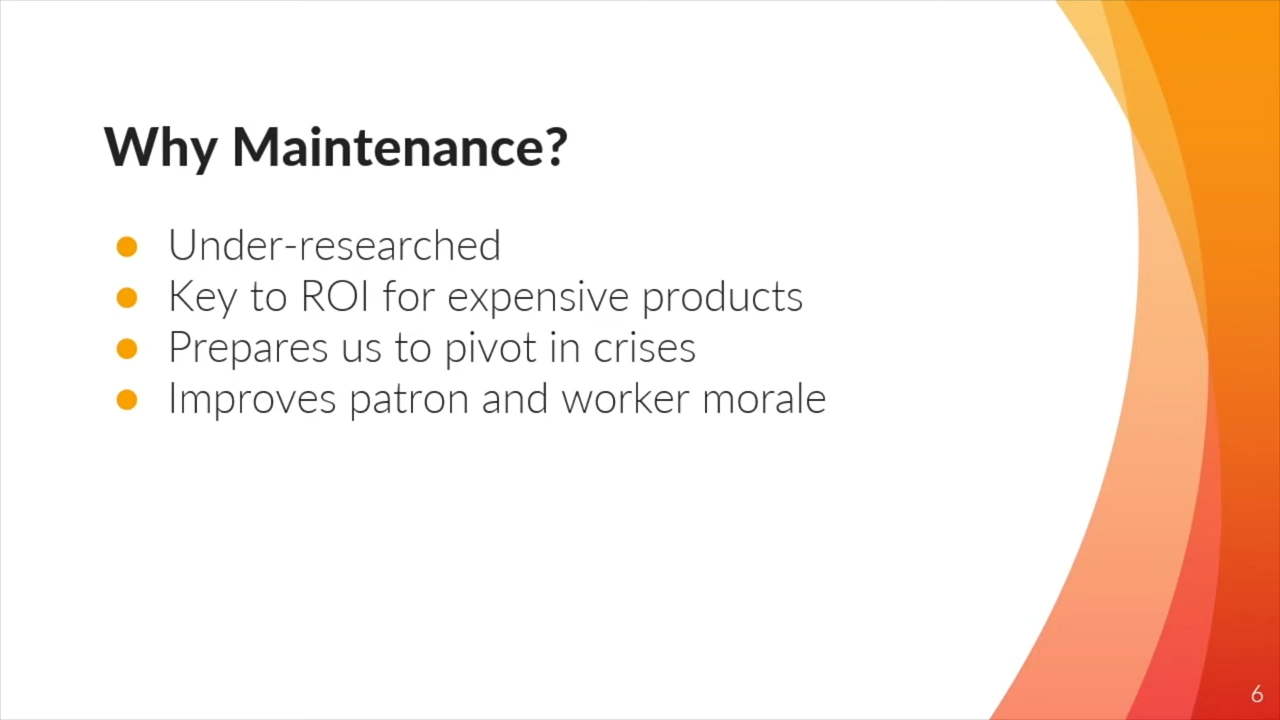 Why Maintenance?
● Under-researched
● Key to ROI for expensive products
● Prepares us to pivot in crises
● Improves patron and worker morale
6